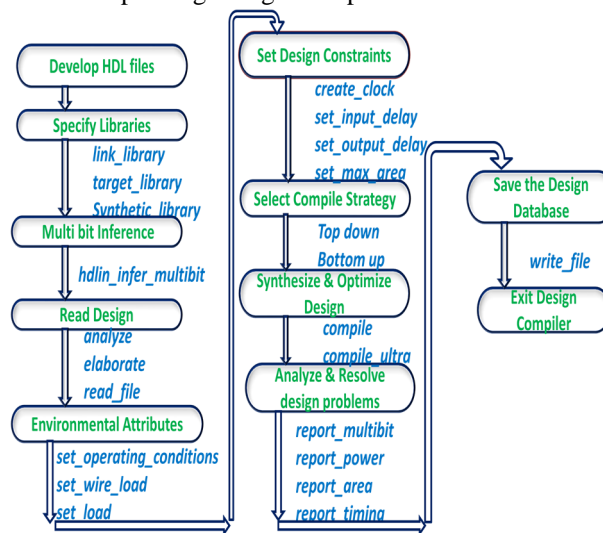 Develop HDL files
Specify Libraries
link_library
target_library
Synthetic_library
Multi bit Inference
hdlin_infer_multibit
Read Design
analyze
elaborate
read_file
Environmental Attributes
set_operating_conditions
set_wire_load
set_load
Set Design Constraints
create_clock
set_input_delay
set_output_delay
set_max_area
Select Compile Strategy
Top down
Bottom up
Synthesize & Optimize
Design
compile
compile_ultra
Analyze & Resolve
design problems
report_multibit
report_power
report_area
report_timing
Save the Design
Database
write_file
Exit Design
Compiler